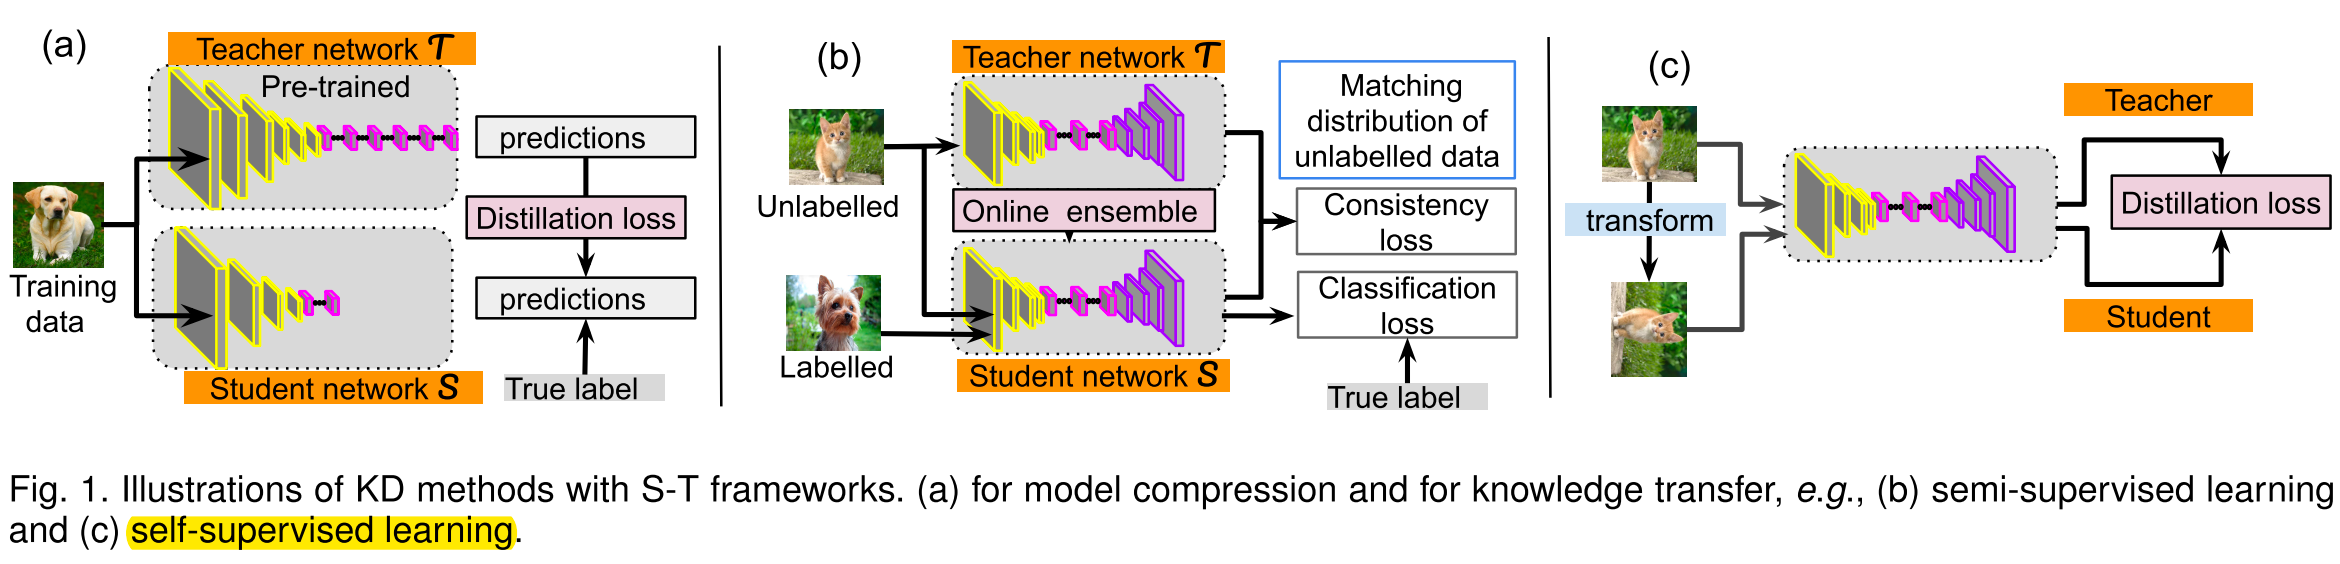 (a)
Teacher network 𝒯
Pre-trained
predictions
Distillation loss
predictions
Training
data
Student network 𝒮
True label
(b)
Teacher network 𝒯
Matching
distribution of
unlabelled data
Unlabelled
Online ensemble
Consistency
loss
Classification
loss
Labelled
Student network 𝒮
True label
(c)
Teacher
transform
Distillation loss
Student
Fig. 1. Illustrations of KD methods with S-T frameworks. (a) for model compression and for knowledge transfer, e.g., (b) semi-supervised learning
and (c) self-supervised learning.